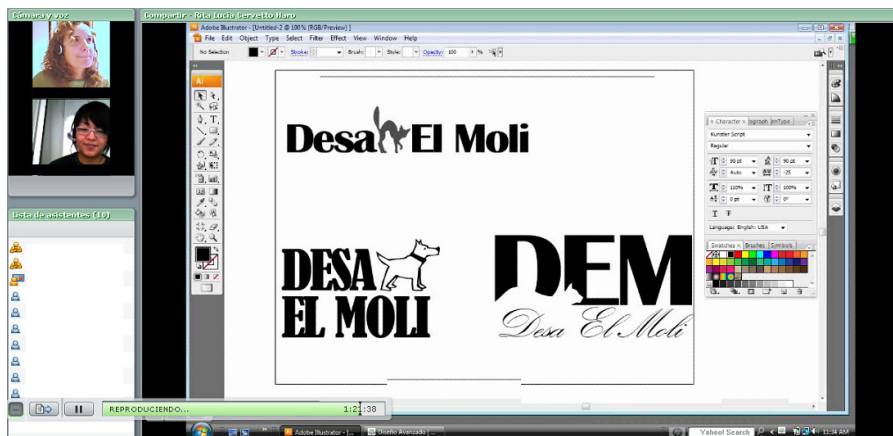 Cámara y voz
Compartir - Rita Lucia Cervetto Haro
Adobe Illustrator - [Untitled-2 @ 100% (RGB/Preview) ]
File Edit Object Type Select Filter Effect View Window Help
No Selection Stroke: Brush: Style: Opacity: 100 %
Ai
Desa El Moli
Character
Kunstler Script
Regular
90 pt 90 pt
Auto -25
110% 100%
0 pt 0°
Language: English: USA
Swatches Brushes Symbols
DESA
EL MOLI
DEM
Desa El Moli
Lista de asistentes (10)
REPRODUCIENDO... 1:21:38
Adobe Illustrator - [... Diseño Avanzado |...
Yahoo! Search
11:34 AM